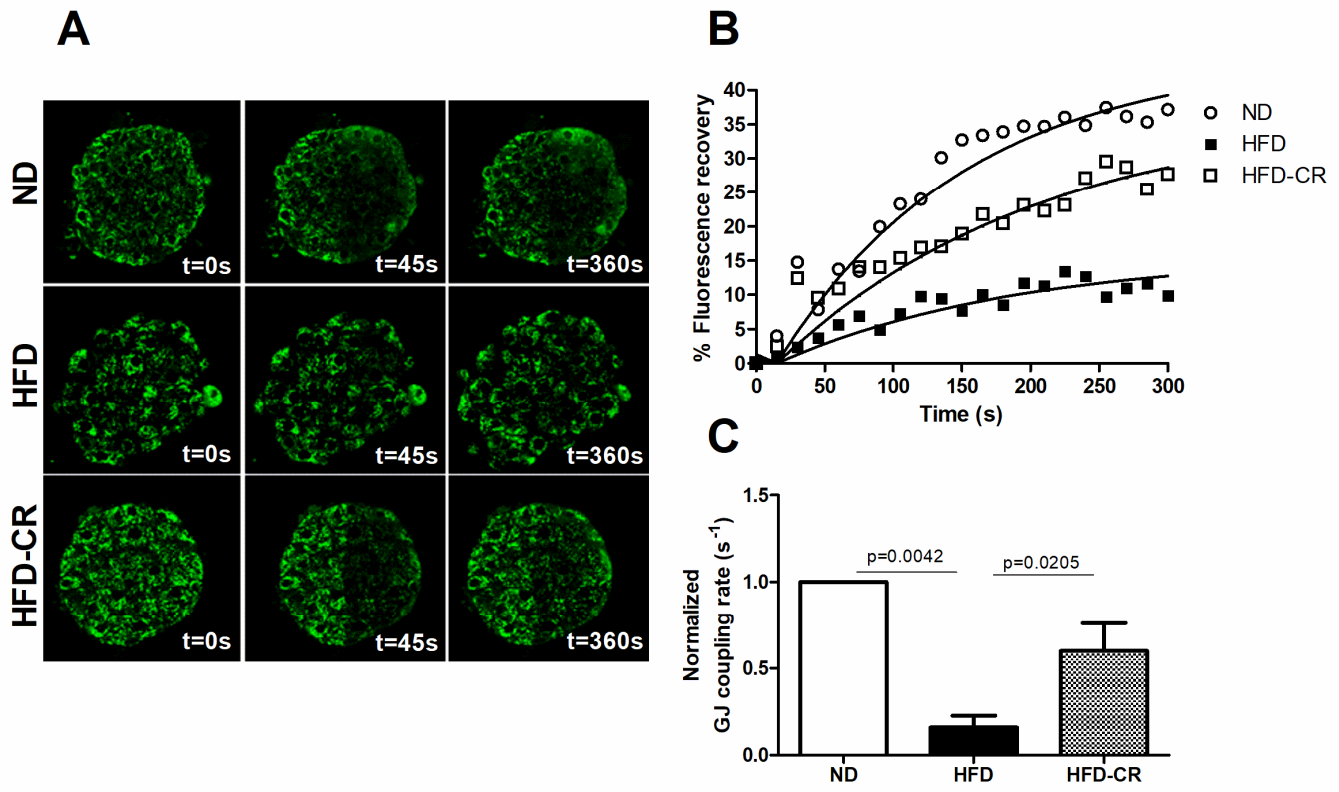 A
ND
t=0s
t=45s
t=360s
HFD
t=0s
t=45s
t=360s
HFD-CR
t=0s
t=45s
t=360s
B
% Fluorescence recovery
40
35
30
25
20
15
10
5
0
0 50 100 150 200 250 300
Time (s)
ND
HFD
HFD-CR
C
Normalized
GJ coupling rate (s⁻¹)
1.5
1.0
0.5
0.0
p=0.0042
p=0.0205
ND HFD HFD-CR